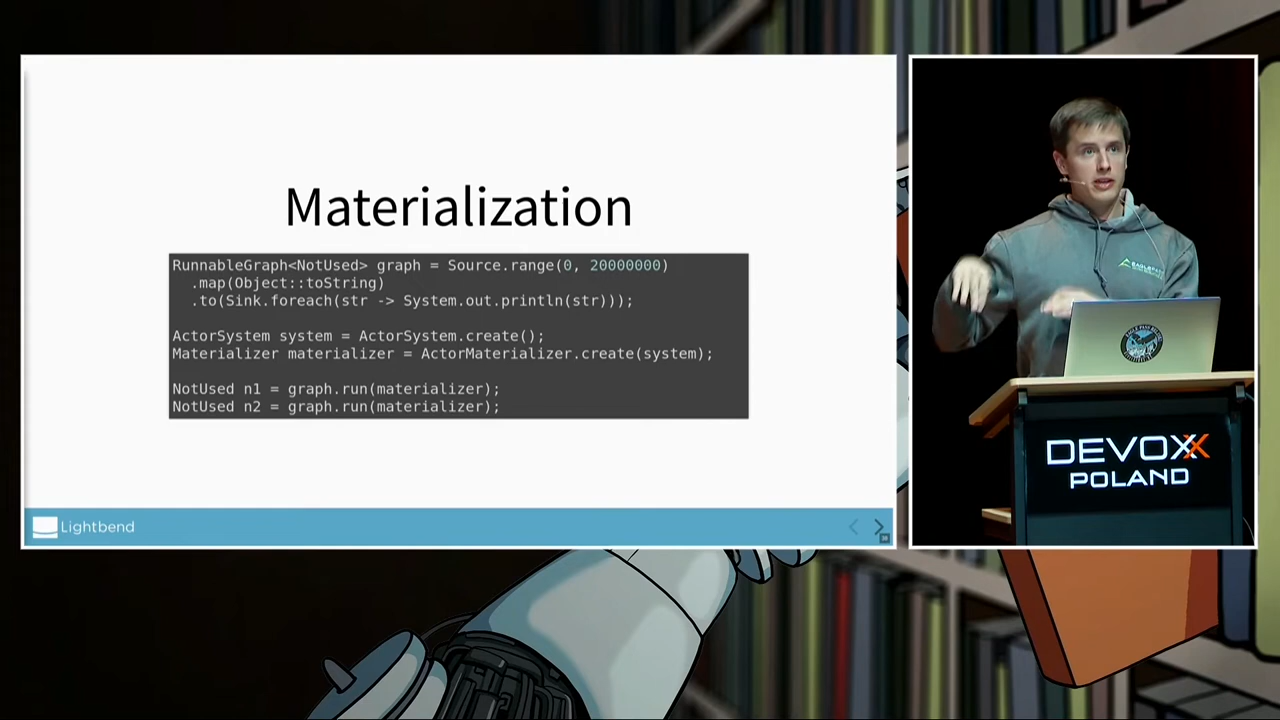 Materialization
RunnableGraph<NotUsed> graph = Source.range(0, 20000000)
.map(Object::toString)
.to(Sink.foreach(str -> System.out.println(str)));
ActorSystem system = ActorSystem.create();
Materializer materializer = ActorMaterializer.create(system);
NotUsed n1 = graph.run(materializer);
NotUsed n2 = graph.run(materializer);
Lightbend
DEVOXX
POLAND